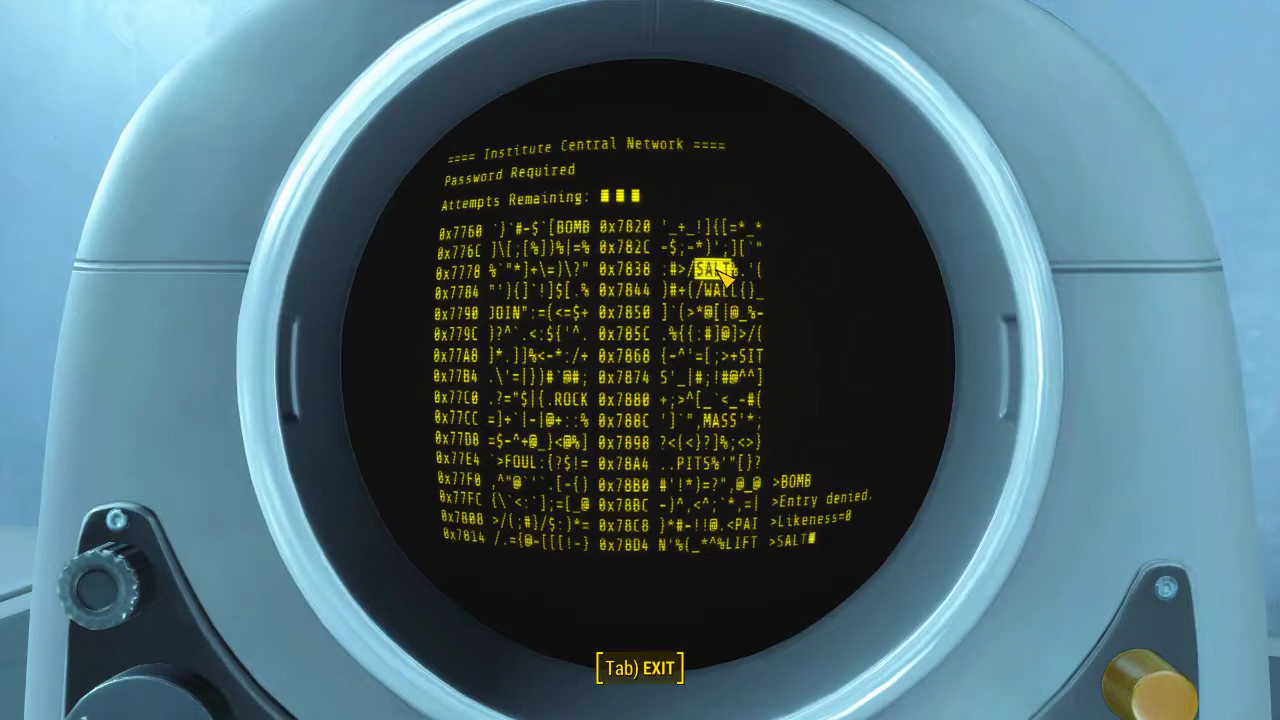 ==== Institute Central Network ====
Password Required
Attempts Remaining: ■ ■ ■
0x7760 `}`#-$`[BOMB 0x7820 '_+_!]{[=*_*
0x776C ]\[;[%])%|=% 0x782C -$;-*)';][`"
0x7778 %`"*]+\=)\?" 0x7838 :#>/SALT%.'(
0x7784 "'){]`!]$[.% 0x7844 )#+(/WALL()_
0x7790 JOIN":=(<=$+ 0x7850 ]`(>*@[|@_%-
0x779C )?^`.<:${'^. 0x785C .%{(:#]@]>/(
0x77A8 ]*.]]%<-*:/+ 0x7868 {-^'=[;>+SIT
0x77B4 .\'=|})#`@#; 0x7874 S'_|#;!#@^^]
0x77C0 .?="$|{.ROCK 0x7880 +;>^[_`<_-#(
0x77CC =]+`|-|@+::% 0x788C ']`",MASS'*;
0x77D8 =$-^+@_}<@%] 0x7898 ?<(<)?]%;<>}
0x77E4 `>FOUL:{?$!= 0x78A4 ..PITS%'"[}?
0x77F0 ,^"@``'.[-() 0x78B0 #'!*)=?",@_@ >BOMB
0x77FC {\`<:`];=[_@ 0x78BC -)^,<^;`*,=| >Entry denied.
0x7808 >/(;#)/$:)*= 0x78C8 }*#-!!@.<PAI >Likeness=0
0x7814 /.={@-[[[!-} 0x78D4 N'%(_*^%LIFT >SALT■
[Tab) EXIT]